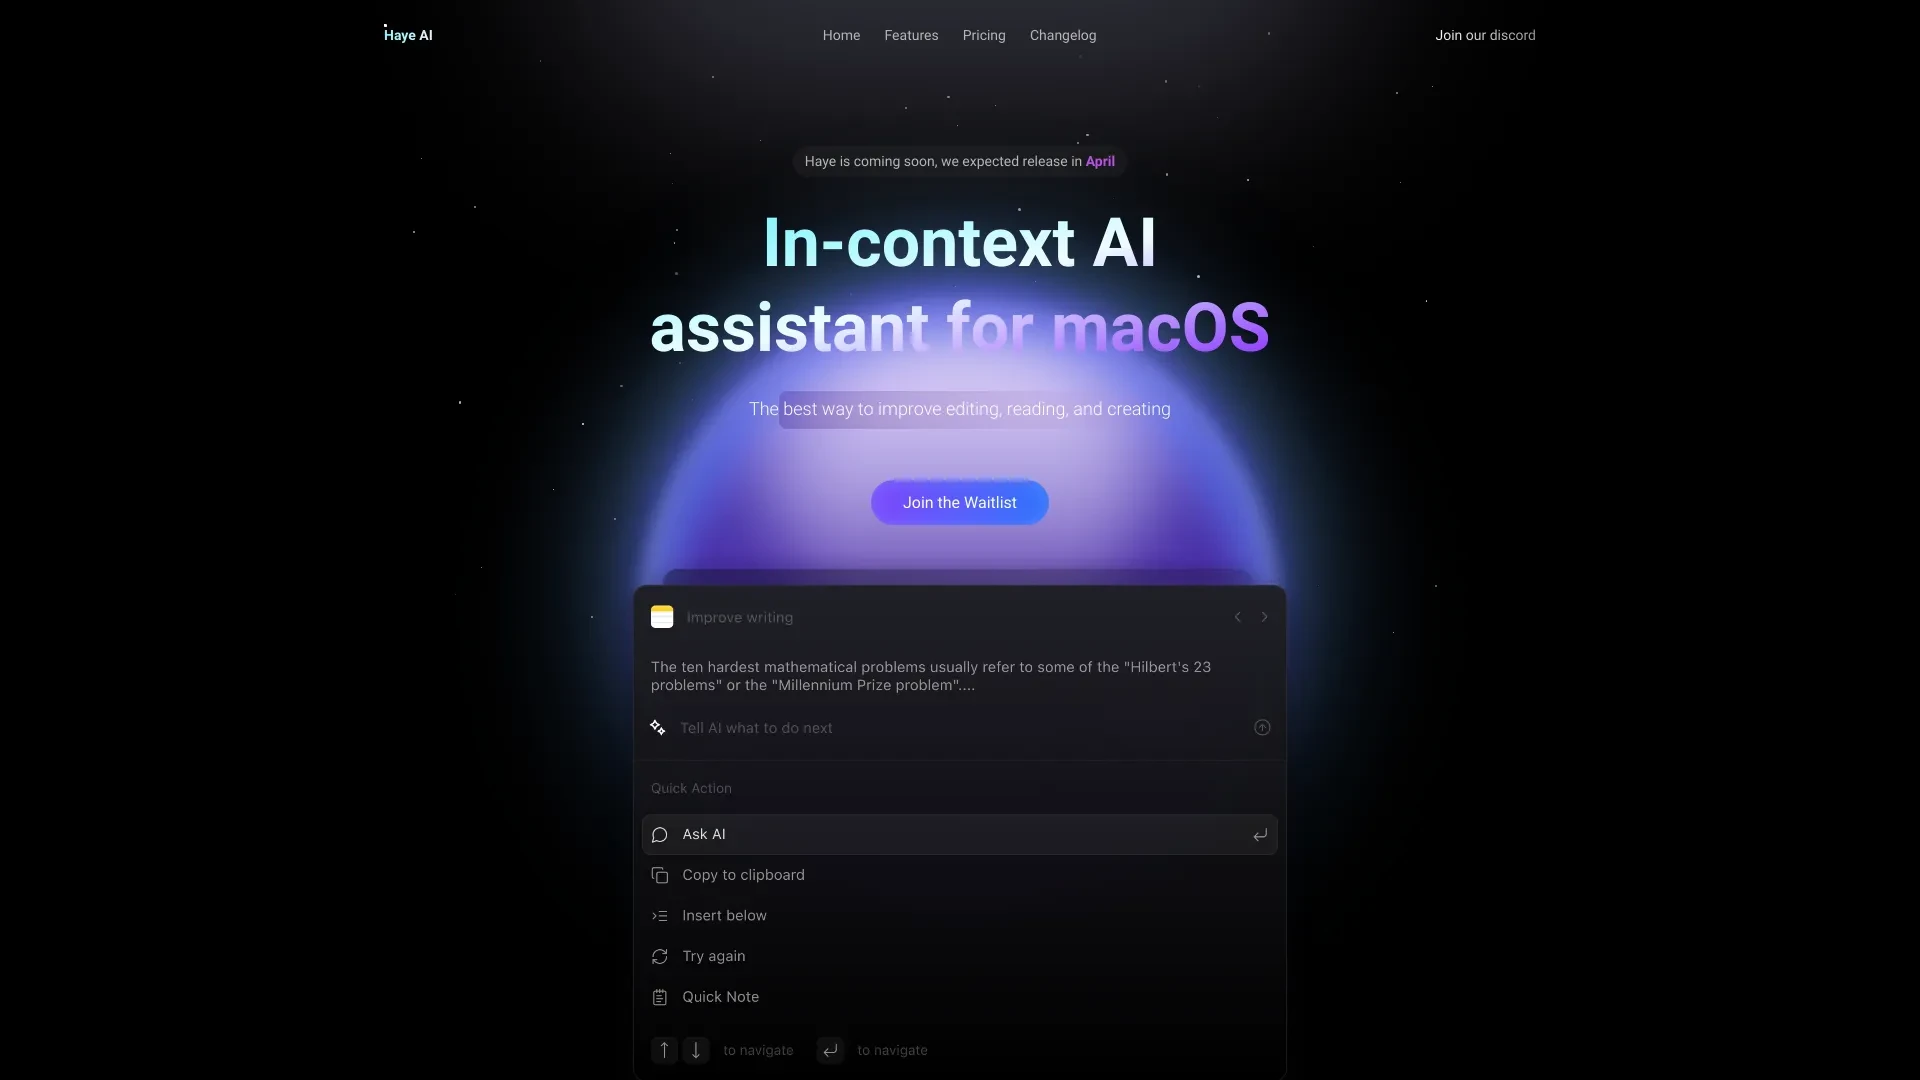 Haye AI
Home
Features
Pricing
Changelog
Join our discord
Haye is coming soon, we expected release in April
In-context AI
assistant for macOS
The best way to improve editing, reading, and creating
Join the Waitlist
Improve writing
The ten hardest mathematical problems usually refer to some of the "Hilbert's 23
problems" or the "Millennium Prize problem"....
Tell AI what to do next
Quick Action
Ask AI
Copy to clipboard
Insert below
Try again
Quick Note
to navigate
to navigate